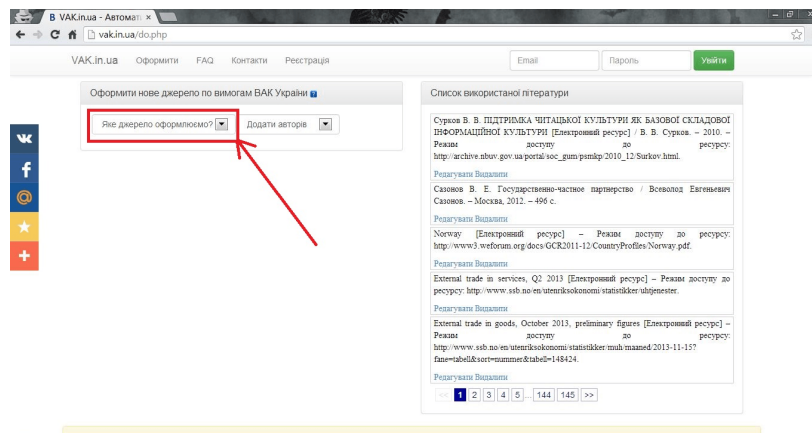 B VAK.in.ua - Автомати ×
vak.in.ua/do.php
VAK.in.ua Оформити FAQ Контакти Реєстрація Email Пароль Увійти
Оформити нове джерело по вимогам ВАК України ?
Яке джерело оформлюємо? Додати авторів
Список використаної літератури
Сурков В. В. ПІДТРИМКА ЧИТАЦЬКОЇ КУЛЬТУРИ ЯК БАЗОВОЇ СКЛАДОВОЇ
ІНФОРМАЦІЙНОЇ КУЛЬТУРИ [Електронний ресурс] / В. В. Сурков. – 2010. –
Режим доступу до ресурсу:
http://archive.nbuv.gov.ua/portal/soc_gum/psmkp/2010_12/Surkov.html.
Редагувати Видалити
Сазонов В. Е. Государственно-частное партнерство / Всеволод Евгеньевич
Сазонов. – Москва, 2012. – 496 с.
Редагувати Видалити
Norway [Електронний ресурс] – Режим доступу до ресурсу:
http://www3.weforum.org/docs/GCR2011-12/CountryProfiles/Norway.pdf.
Редагувати Видалити
External trade in services, Q2 2013 [Електронний ресурс] – Режим доступу до
ресурсу: http://www.ssb.no/en/utenriksokonomi/statistikker/uhtjenester.
Редагувати Видалити
External trade in goods, October 2013, preliminary figures [Електронний ресурс] –
Режим доступу до ресурсу:
http://www.ssb.no/en/utenriksokonomi/statistikker/muh/maaned/2013-11-15?
fane=tabell&sort=nummer&tabell=148424.
Редагувати Видалити
<< 1 2 3 4 5 ... 144 145 >>